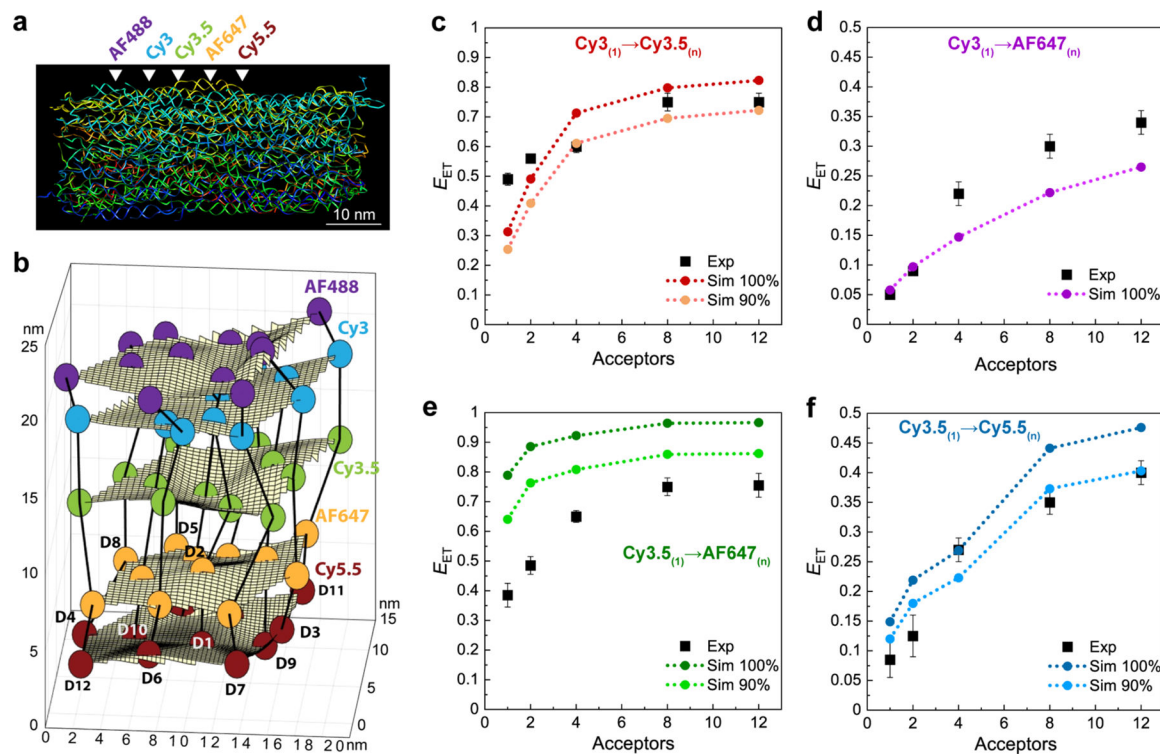 a
AF488
Cy3
Cy3.5
AF647
Cy5.5
10 nm
b
nm
25
20
15
10
5
0
AF488
Cy3
Cy3.5
AF647
Cy5.5
D8
D5
D2
D11
D4
D10
D1
D3
D9
D12
D6
D7
nm
15
10
5
0
0 2 4 6 8 10 12 14 16 18 20 nm
c
Cy3(1)→Cy3.5(n)
EET
1
0.9
0.8
0.7
0.6
0.5
0.4
0.3
0.2
0.1
0
Exp
Sim 100%
Sim 90%
0 2 4 6 8 10 12 14
Acceptors
d
Cy3(1)→AF647(n)
EET
0.5
0.45
0.4
0.35
0.3
0.25
0.2
0.15
0.1
0.05
0
Exp
Sim 100%
0 2 4 6 8 10 12 14
Acceptors
e
EET
1
0.9
0.8
0.7
0.6
0.5
0.4
0.3
0.2
0.1
0
Cy3.5(1)→AF647(n)
Exp
Sim 100%
Sim 90%
0 2 4 6 8 10 12 14
Acceptors
f
Cy3.5(1)→Cy5.5(n)
EET
0.5
0.45
0.4
0.35
0.3
0.25
0.2
0.15
0.1
0.05
0
Exp
Sim 100%
Sim 90%
0 2 4 6 8 10 12 14
Acceptors